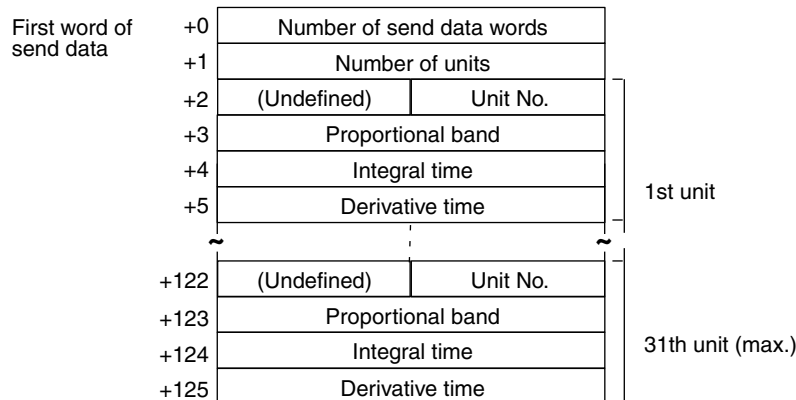 First word of
send data
+0 Number of send data words
+1 Number of units
+2 (Undefined) Unit No.
+3 Proportional band
+4 Integral time
+5 Derivative time
1st unit
~ ~
+122 (Undefined) Unit No.
+123 Proportional band
+124 Integral time
+125 Derivative time
31th unit (max.)